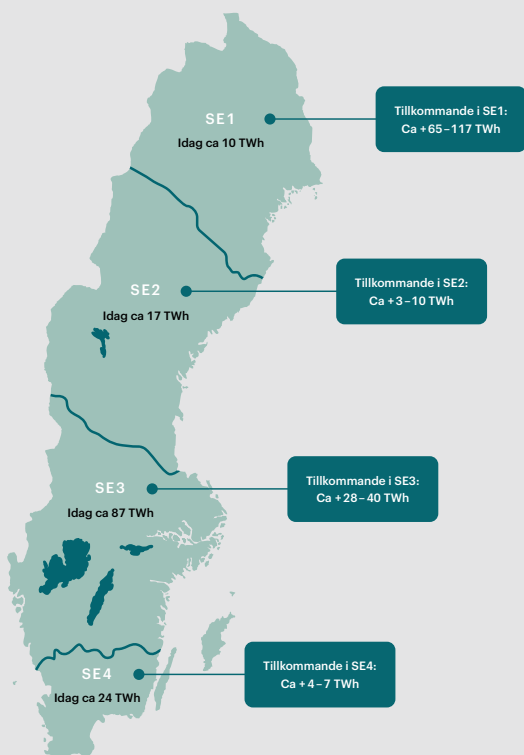 SE1
Idag ca 10 TWh
Tillkommande i SE1:
Ca +65–117 TWh
SE2
Idag ca 17 TWh
Tillkommande i SE2:
Ca +3–10 TWh
SE3
Idag ca 87 TWh
Tillkommande i SE3:
Ca +28–40 TWh
SE4
Idag ca 24 TWh
Tillkommande i SE4:
Ca +4–7 TWh